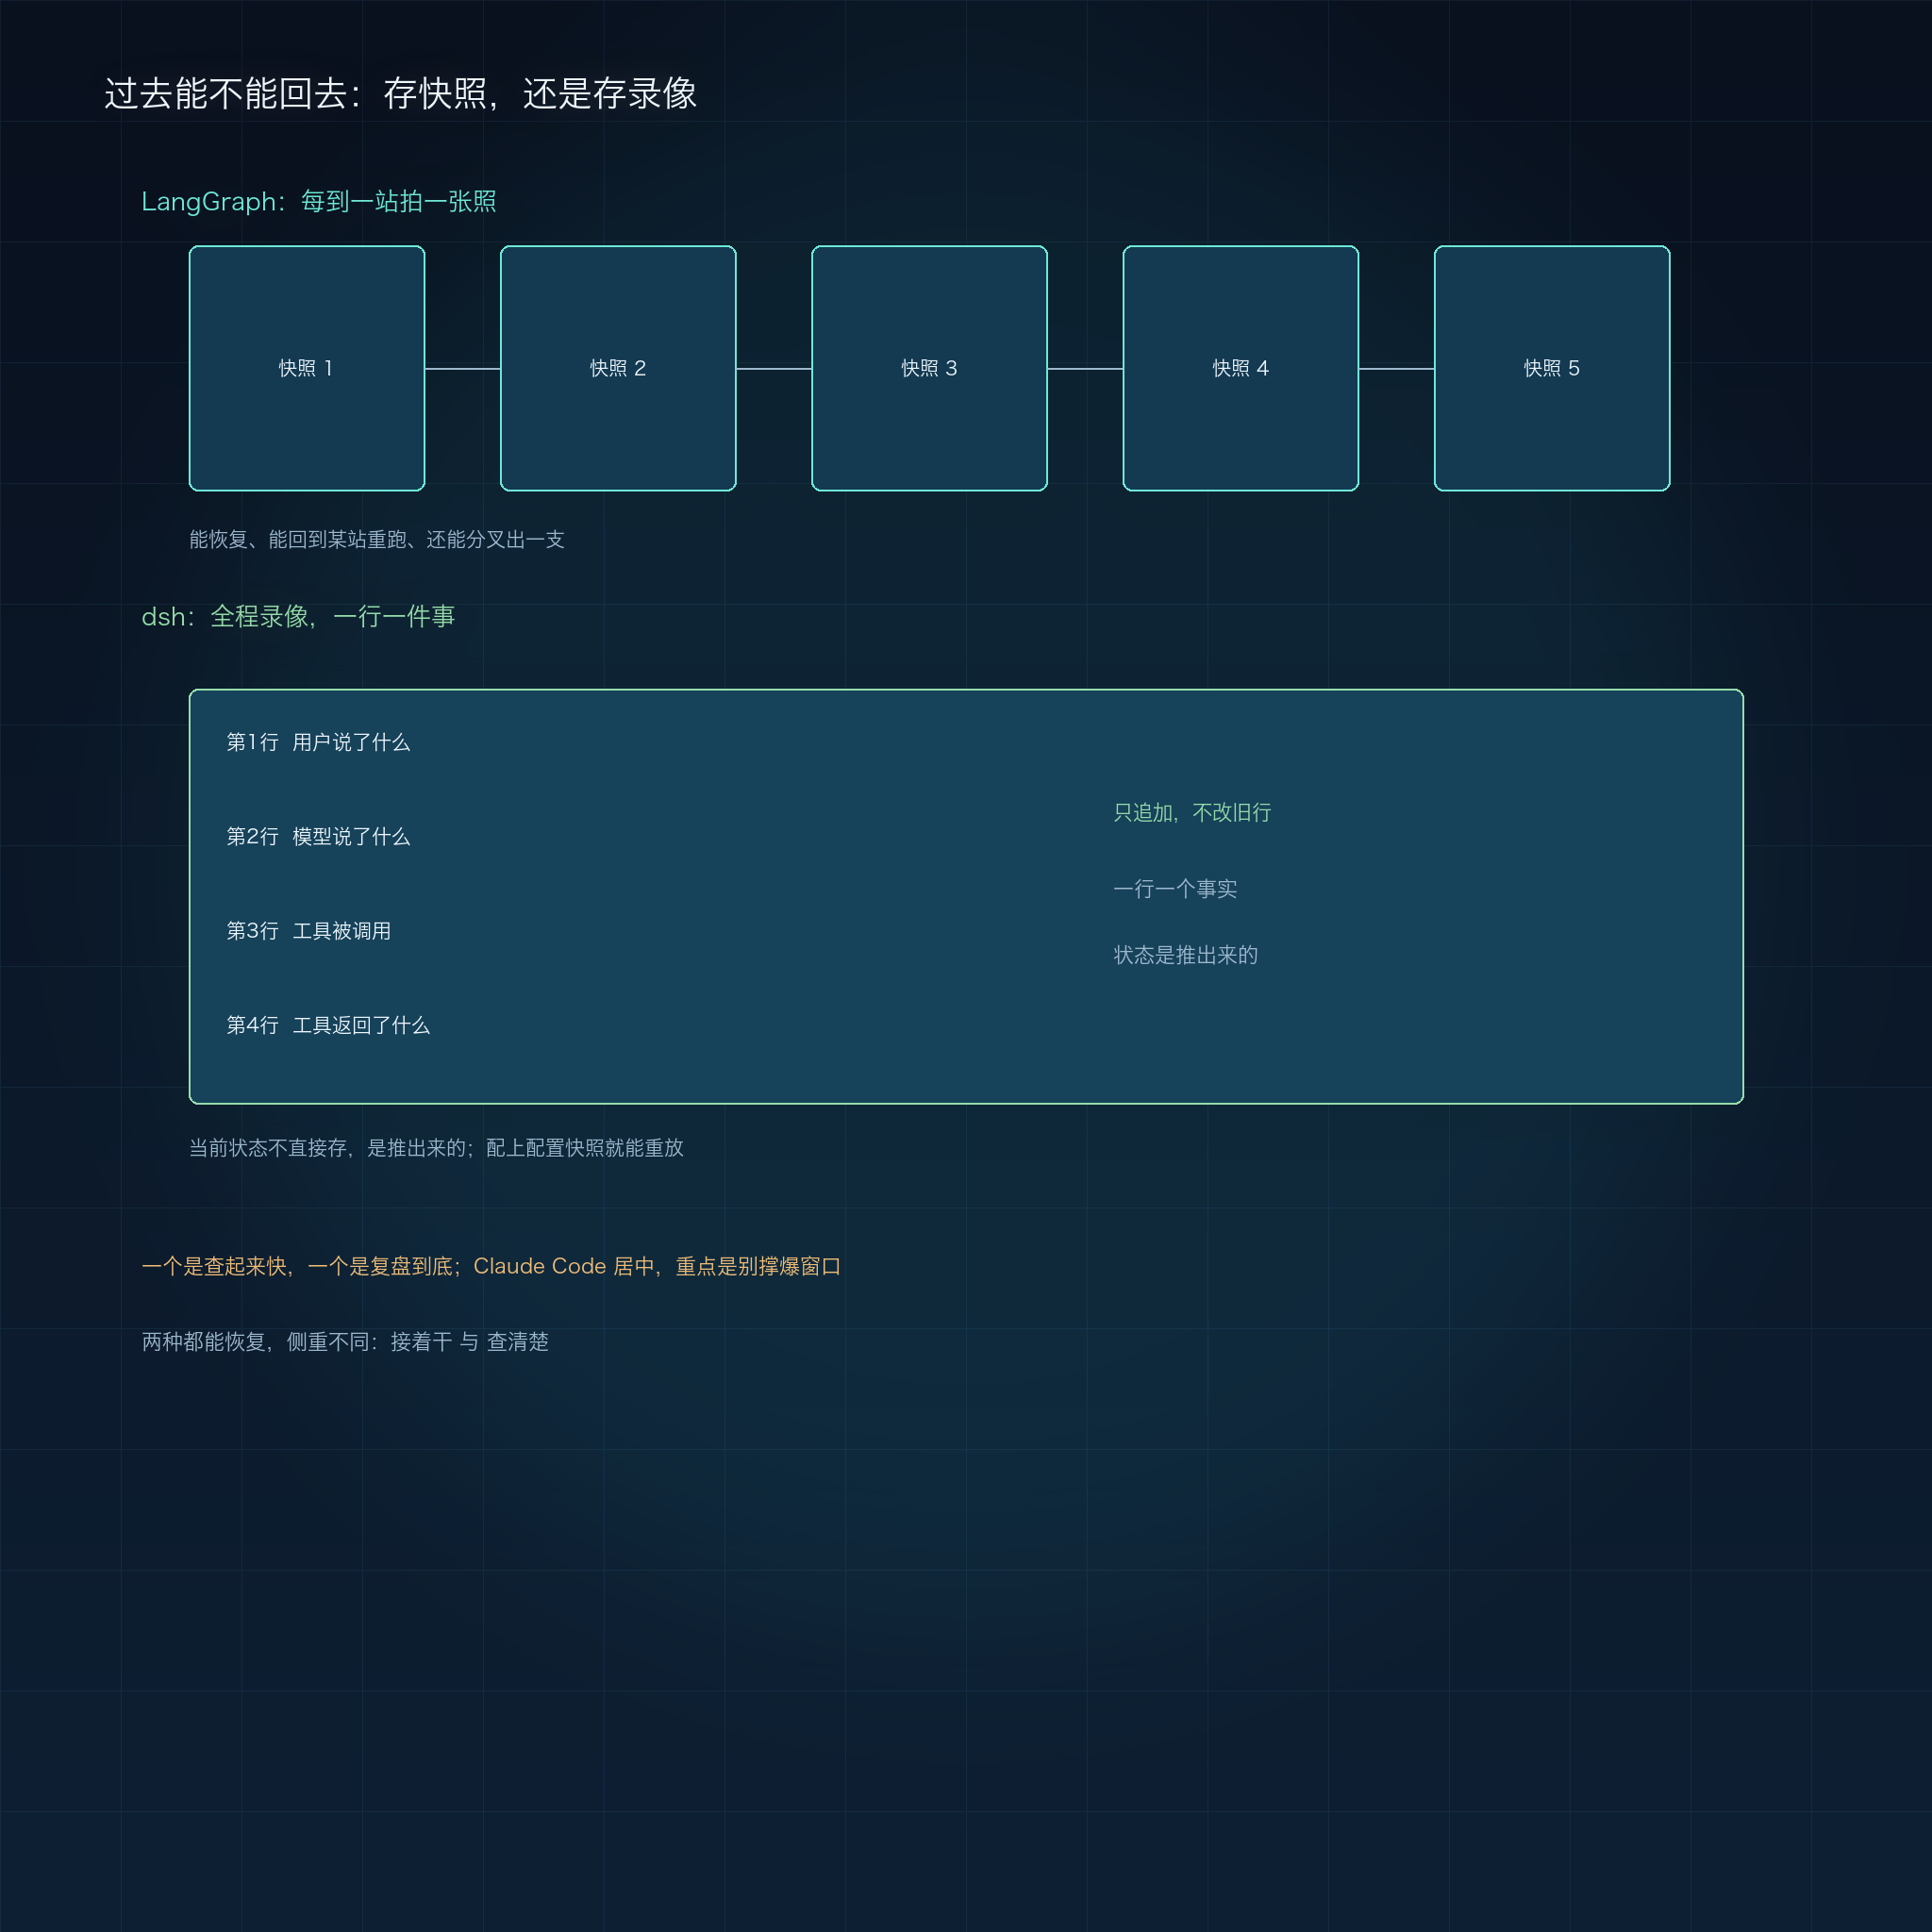 过去能不能回去：存快照，还是存录像
LangGraph：每到一站拍一张照
快照 1
快照 2
快照 3
快照 4
快照 5
能恢复、能回到某站重跑、还能分叉出一支
dsh：全程录像，一行一件事
第1行 用户说了什么
第2行 模型说了什么
第3行 工具被调用
第4行 工具返回了什么
只追加，不改旧行
一行一个事实
状态是推出来的
当前状态不直接存，是推出来的；配上配置快照就能重放
一个是查起来快，一个是复盘到底；Claude Code 居中，重点是别撑爆窗口
两种都能恢复，侧重不同：接着干 与 查清楚